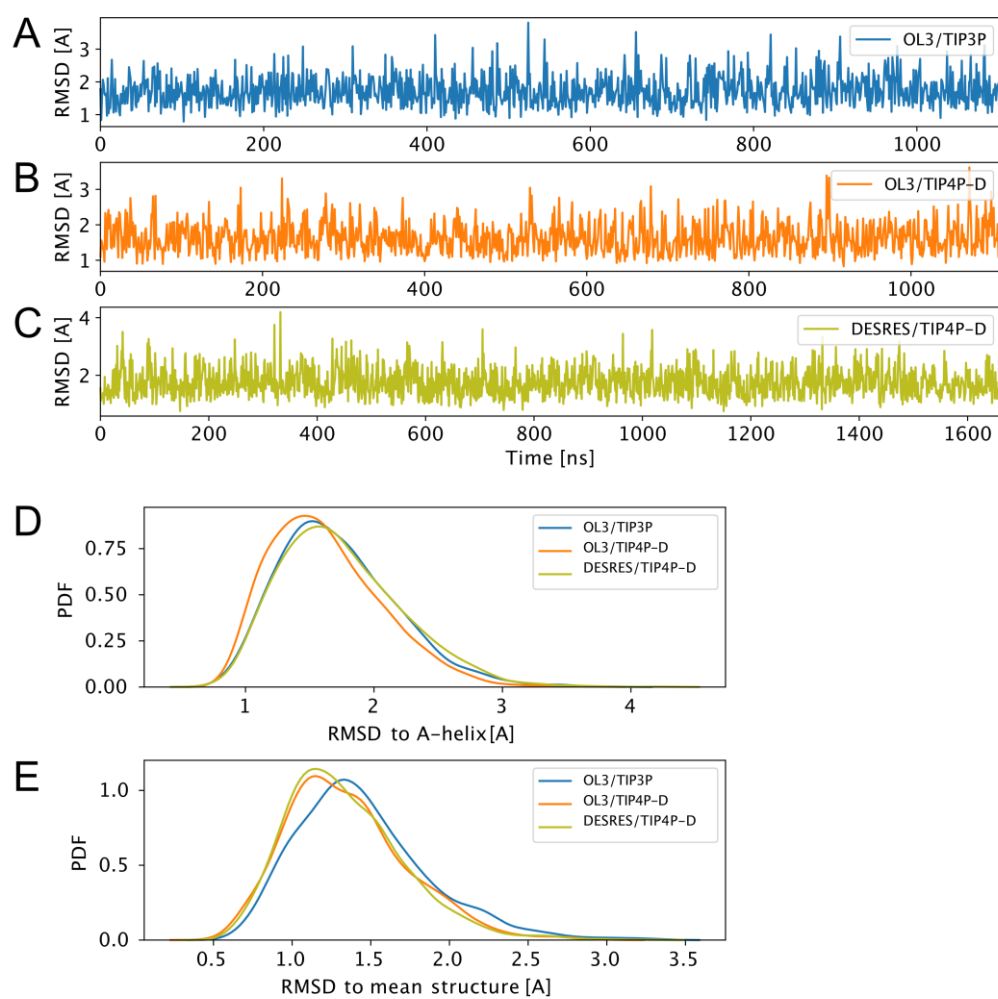 A
RMSD [A]
3
2
1
OL3/TIP3P
0 200 400 600 800 1000
B
RMSD [A]
3
2
1
OL3/TIP4P-D
0 200 400 600 800 1000
C
RMSD [A]
4
2
DESRES/TIP4P-D
0 200 400 600 800 1000 1200 1400 1600
Time [ns]
D
PDF
0.75
0.50
0.25
0.00
OL3/TIP3P
OL3/TIP4P-D
DESRES/TIP4P-D
1 2 3 4
RMSD to A-helix[A]
E
PDF
1.0
0.5
0.0
OL3/TIP3P
OL3/TIP4P-D
DESRES/TIP4P-D
0.5 1.0 1.5 2.0 2.5 3.0 3.5
RMSD to mean structure [A]